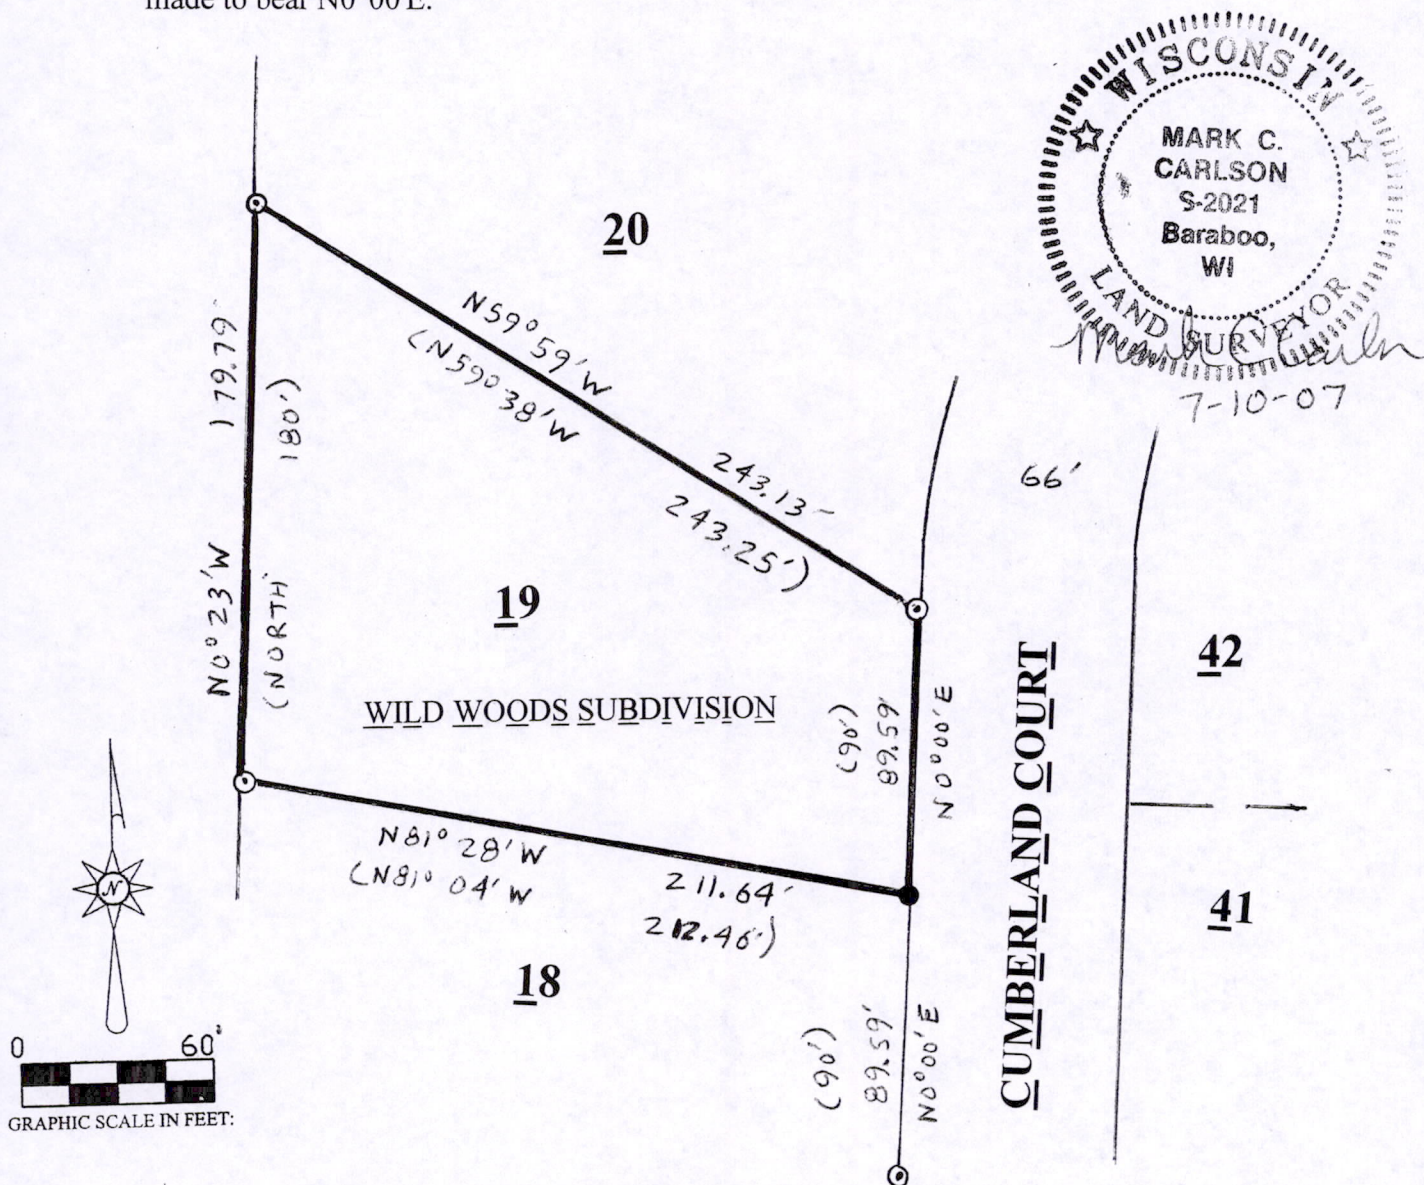 made to bear N0°00'E.
WISCONSIN
MARK C.
CARLSON
S-2021
Baraboo,
WI
LAND SURVEYOR
7-10-07
20
N59° 59' W
(N59° 38' W
243.13'
243.25')
179.79
180')
N0° 23' W
(NORTH
66'
19
WILD WOODS SUBDIVISION
42
(90')
89.59'
N0°00'E
CUMBERLAND COURT
N81° 28' W
(N81° 04' W
211.64'
212.46')
41
18
N
(90')
89.59'
N0°00'E
0 60'
GRAPHIC SCALE IN FEET: